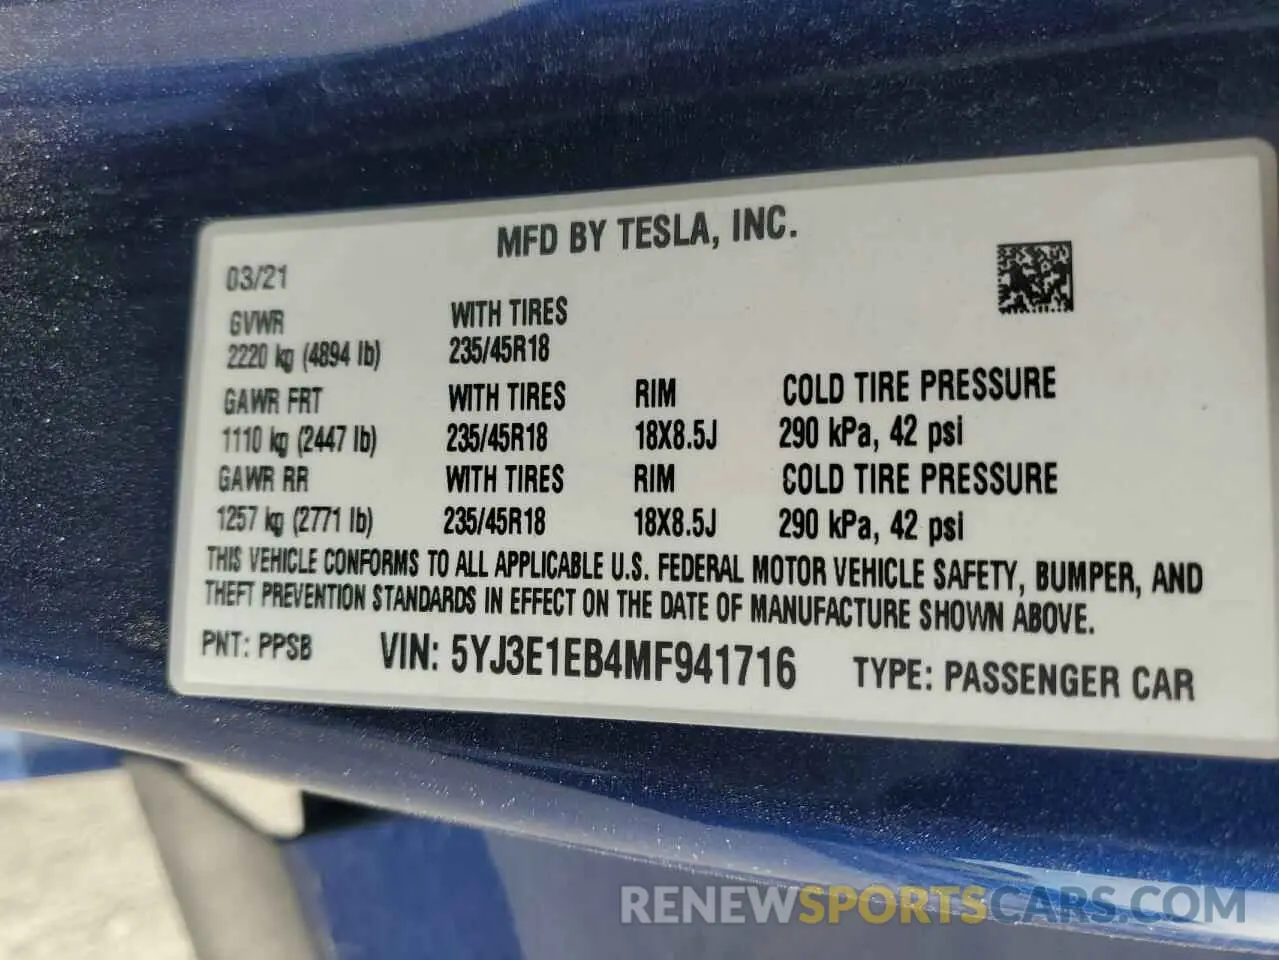 MFD BY TESLA, INC.
03/21
GVWR WITH TIRES
2220 kg (4894 lb) 235/45R18
GAWR FRT WITH TIRES RIM COLD TIRE PRESSURE
1110 kg (2447 lb) 235/45R18 18X8.5J 290 kPa, 42 psi
GAWR RR WITH TIRES RIM COLD TIRE PRESSURE
1257 kg (2771 lb) 235/45R18 18X8.5J 290 kPa, 42 psi
THIS VEHICLE CONFORMS TO ALL APPLICABLE U.S. FEDERAL MOTOR VEHICLE SAFETY, BUMPER, AND
THEFT PREVENTION STANDARDS IN EFFECT ON THE DATE OF MANUFACTURE SHOWN ABOVE.
PNT: PPSB VIN: 5YJ3E1EB4MF941716 TYPE: PASSENGER CAR
RENEWSPORTSCARS.COM